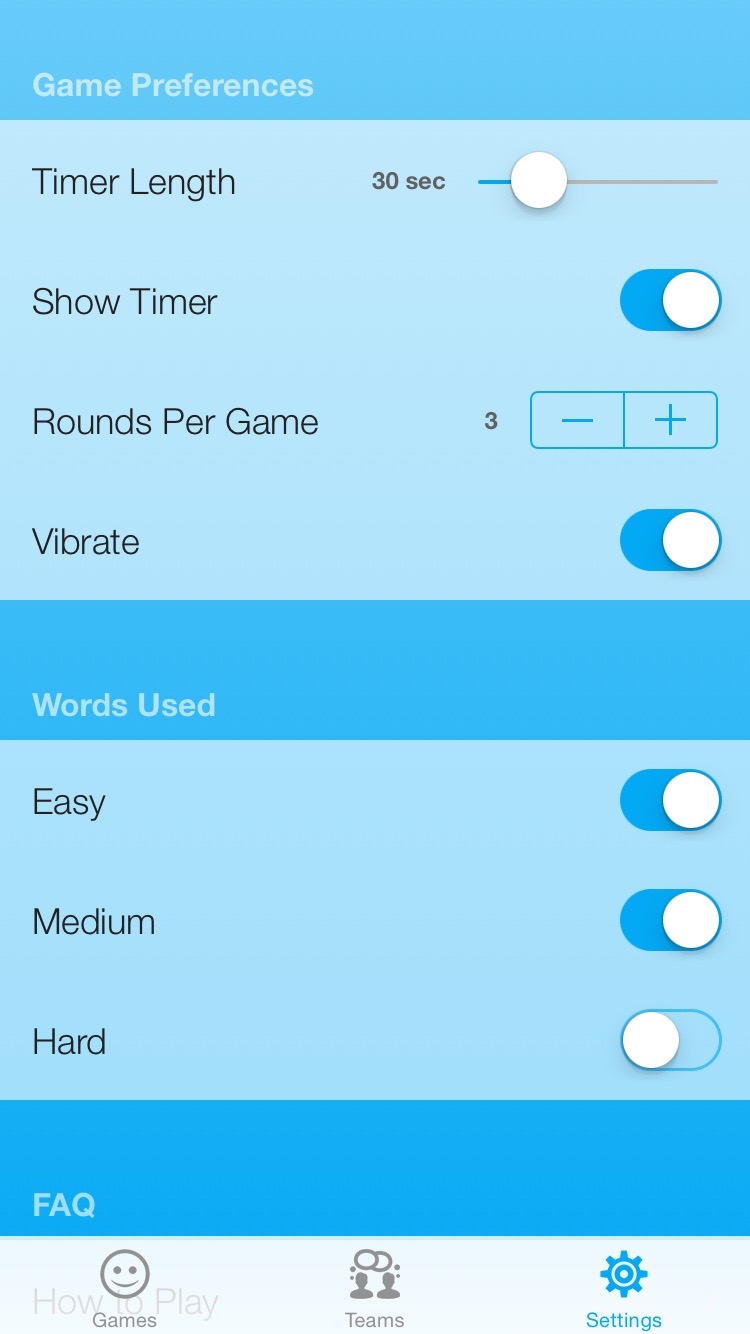 Game Preferences
Timer Length 30 sec
Show Timer
Rounds Per Game 3
Vibrate
Words Used
Easy
Medium
Hard
FAQ
How to Play
Games Teams Settings